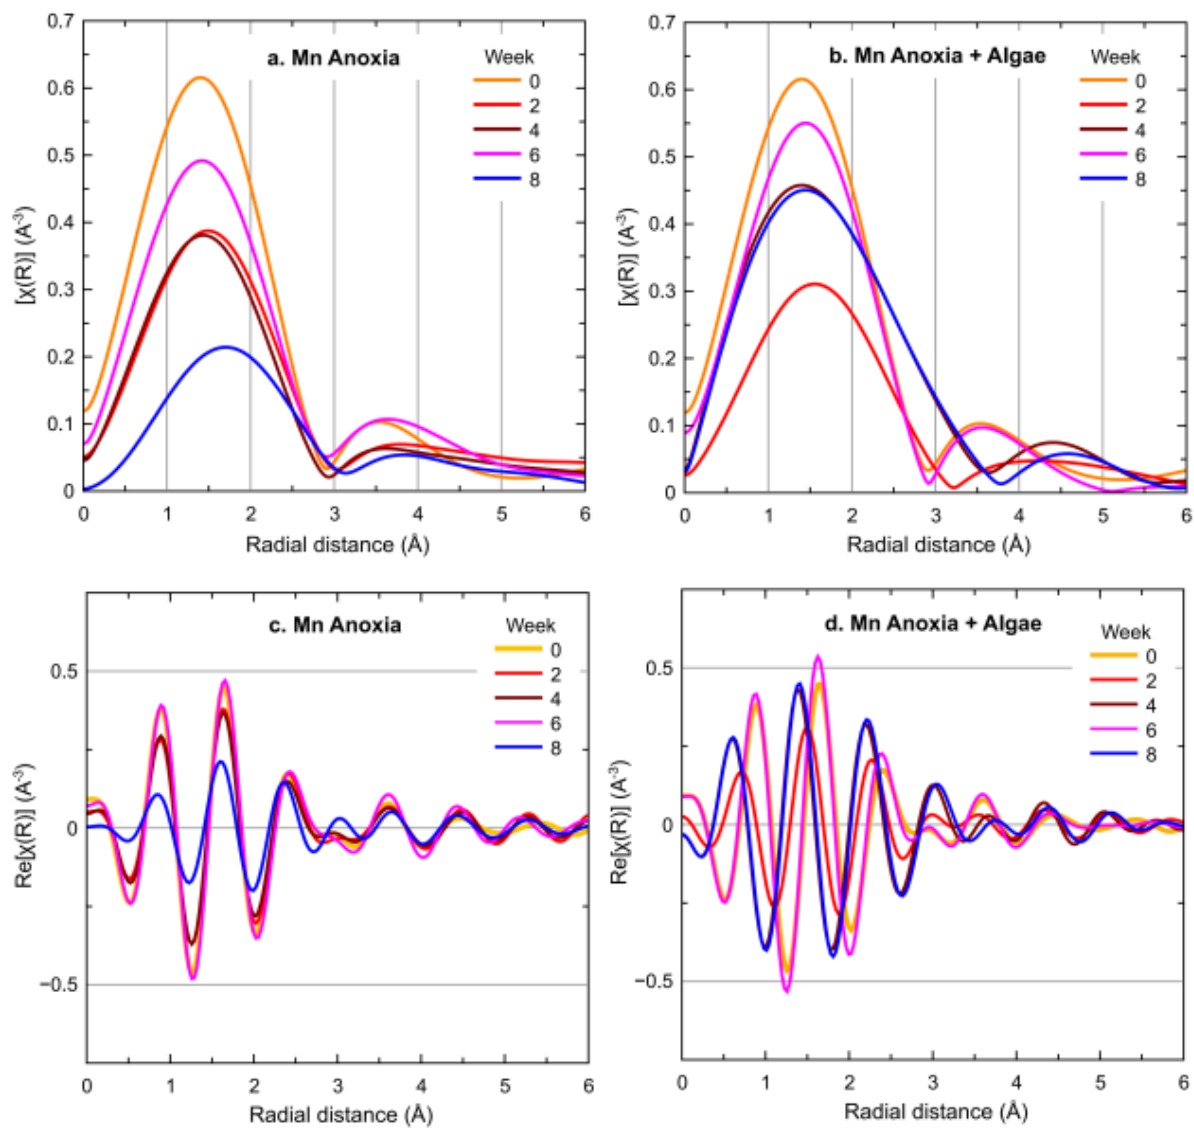 a. Mn Anoxia
Week
0
2
4
6
8
[χ(R)] (A-3)
0.7
0.6
0.5
0.4
0.3
0.2
0.1
0
0 1 2 3 4 5 6
Radial distance (Å)
b. Mn Anoxia + Algae
Week
0
2
4
6
8
[χ(R)] (A-3)
0.7
0.6
0.5
0.4
0.3
0.2
0.1
0
0 1 2 3 4 5 6
Radial distance (Å)
c. Mn Anoxia
Week
0
2
4
6
8
Re[χ(R)] (A-3)
0.5
0
−0.5
0 1 2 3 4 5 6
Radial distance (Å)
d. Mn Anoxia + Algae
Week
0
2
4
6
8
Re[χ(R)] (A-3)
0.5
0
−0.5
0 1 2 3 4 5 6
Radial distance (Å)